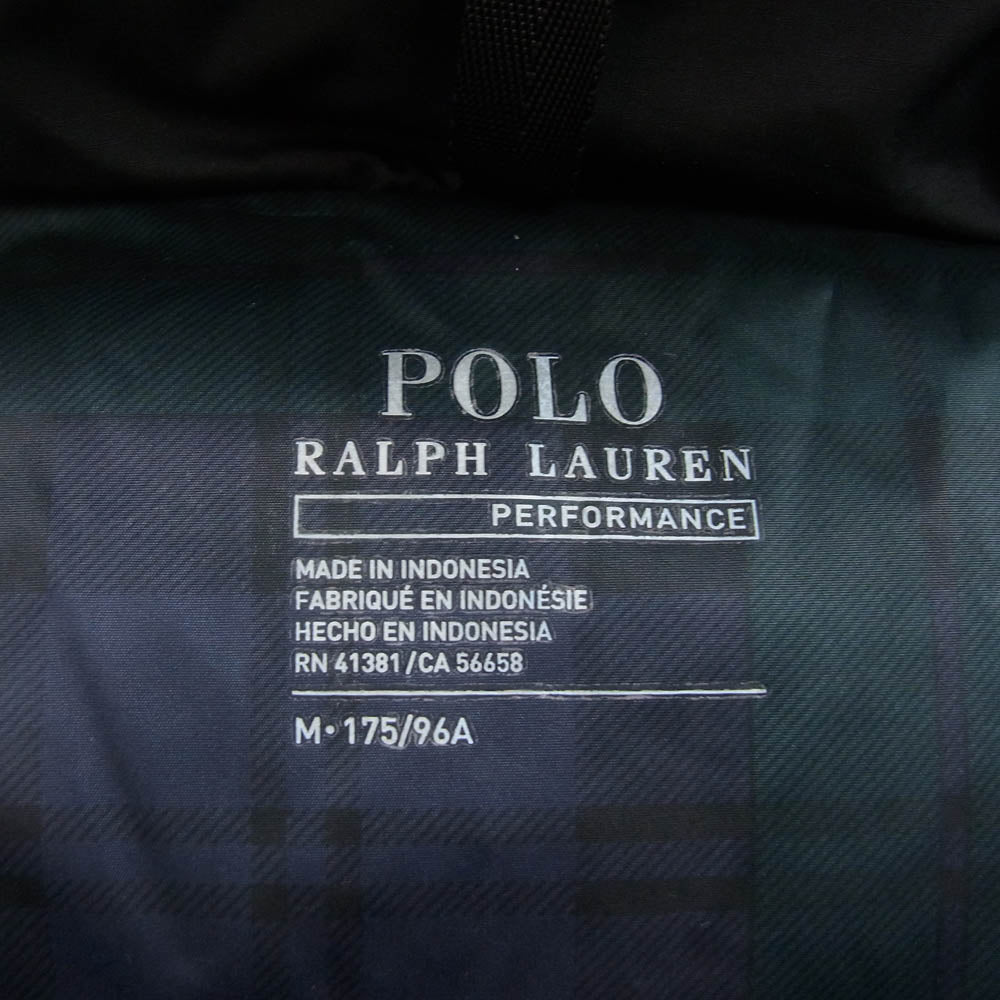 POLO
RALPH LAUREN
PERFORMANCE
MADE IN INDONESIA
FABRIQUÉ EN INDONÉSIE
HECHO EN INDONESIA
RN 41381/CA 56658
M•175/96A